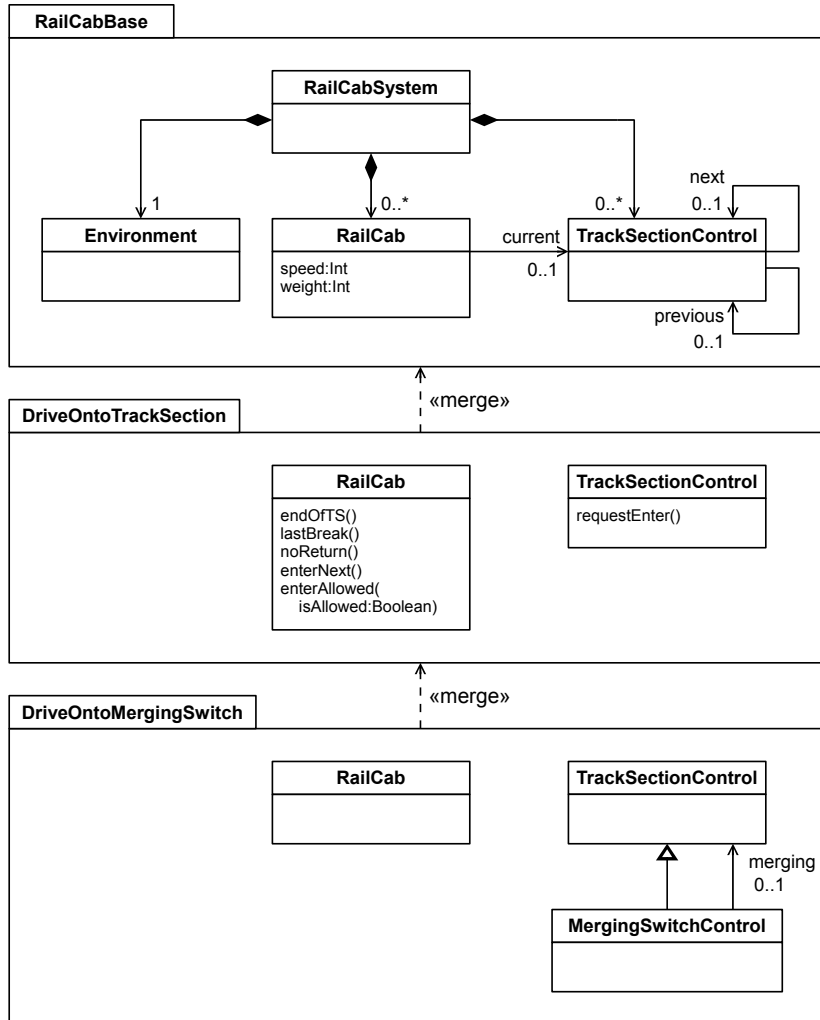 RailCabBase
RailCabSystem
next
1
0..*
0..*
0..1
Environment
RailCab
current
TrackSectionControl
speed:Int
weight:Int
0..1
previous
0..1
«merge»
DriveOntoTrackSection
RailCab
TrackSectionControl
endOfTS()
lastBreak()
noReturn()
enterNext()
enterAllowed(
isAllowed:Boolean)
requestEnter()
«merge»
DriveOntoMergingSwitch
RailCab
TrackSectionControl
merging
0..1
MergingSwitchControl